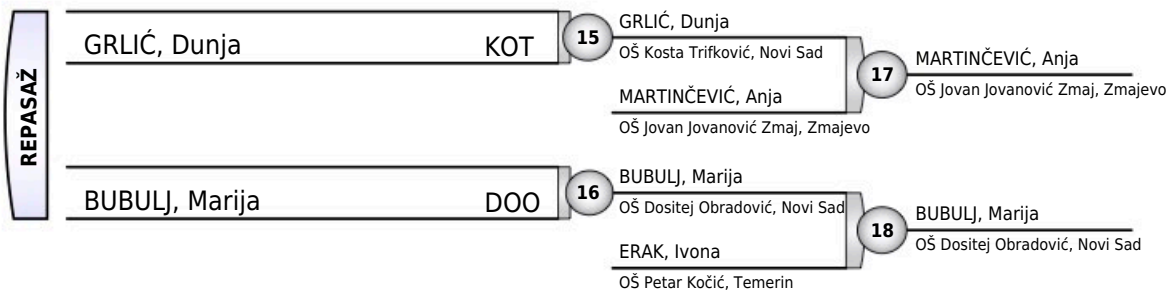 REPASAŽ
GRLIĆ, Dunja KOT
15
GRLIĆ, Dunja
OŠ Kosta Trifković, Novi Sad
MARTINČEVIĆ, Anja
OŠ Jovan Jovanović Zmaj, Zmajevo
17
MARTINČEVIĆ, Anja
OŠ Jovan Jovanović Zmaj, Zmajevo
BUBULJ, Marija DOO
16
BUBULJ, Marija
OŠ Dositej Obradović, Novi Sad
ERAK, Ivona
OŠ Petar Kočić, Temerin
18
BUBULJ, Marija
OŠ Dositej Obradović, Novi Sad